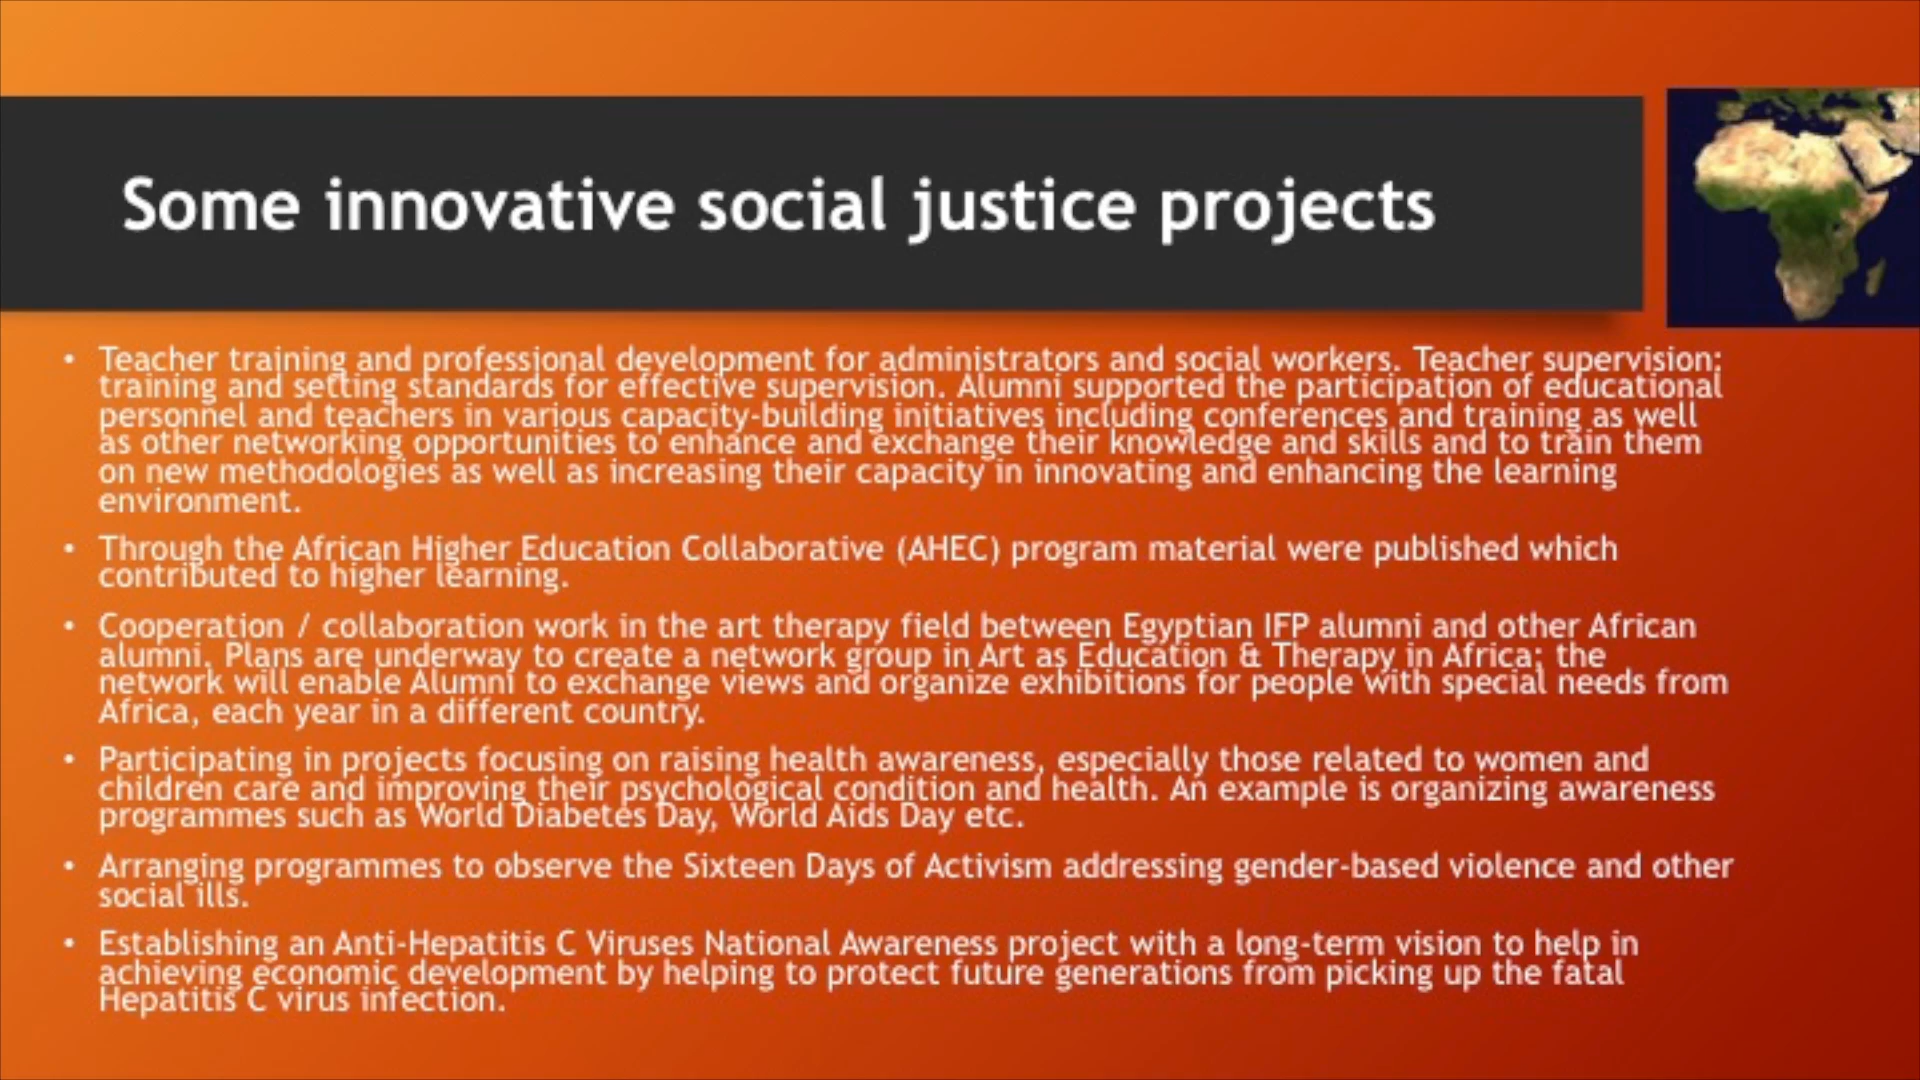 Some innovative social justice projects
• Teacher training and professional development for administrators and social workers. Teacher supervision:
training and setting standards for effective supervision. Alumni supported the participation of educational
personnel and teachers in various capacity-building initiatives including conferences and training as well
as other networking opportunities to enhance and exchange their knowledge and skills and to train them
on new methodologies as well as increasing their capacity in innovating and enhancing the learning
environment.
• Through the African Higher Education Collaborative (AHEC) program material were published which
contributed to higher learning.
• Cooperation / collaboration work in the art therapy field between Egyptian IFP alumni and other African
alumni. Plans are underway to create a network group in Art as Education & Therapy in Africa; the
network will enable Alumni to exchange views and organize exhibitions for people with special needs from
Africa, each year in a different country.
• Participating in projects focusing on raising health awareness, especially those related to women and
children care and improving their psychological condition and health. An example is organizing awareness
programmes such as World Diabetes Day, World Aids Day etc.
• Arranging programmes to observe the Sixteen Days of Activism addressing gender-based violence and other
social ills.
• Establishing an Anti-Hepatitis C Viruses National Awareness project with a long-term vision to help in
achieving economic development by helping to protect future generations from picking up the fatal
Hepatitis C virus infection.